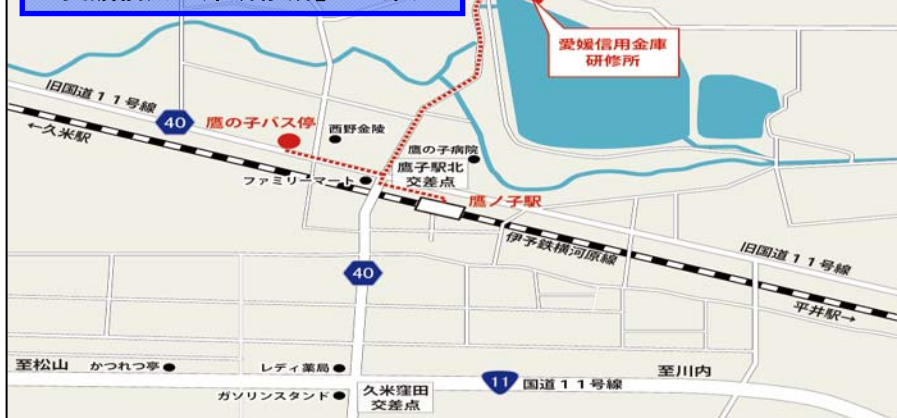 愛媛信用金庫
研修所
旧国道11号線
40
鷹の子バス停
西野金陵
←久米駅
鷹の子病院
鷹子駅北
交差点
ファミリーマート
鷹ノ子駅
伊予鉄横河原線
旧国道11号線
40
平井駅→
至松山
かつれつ亭
レディ薬局
至川内
11
国道11号線
ガソリンスタンド
久米窪田
交差点